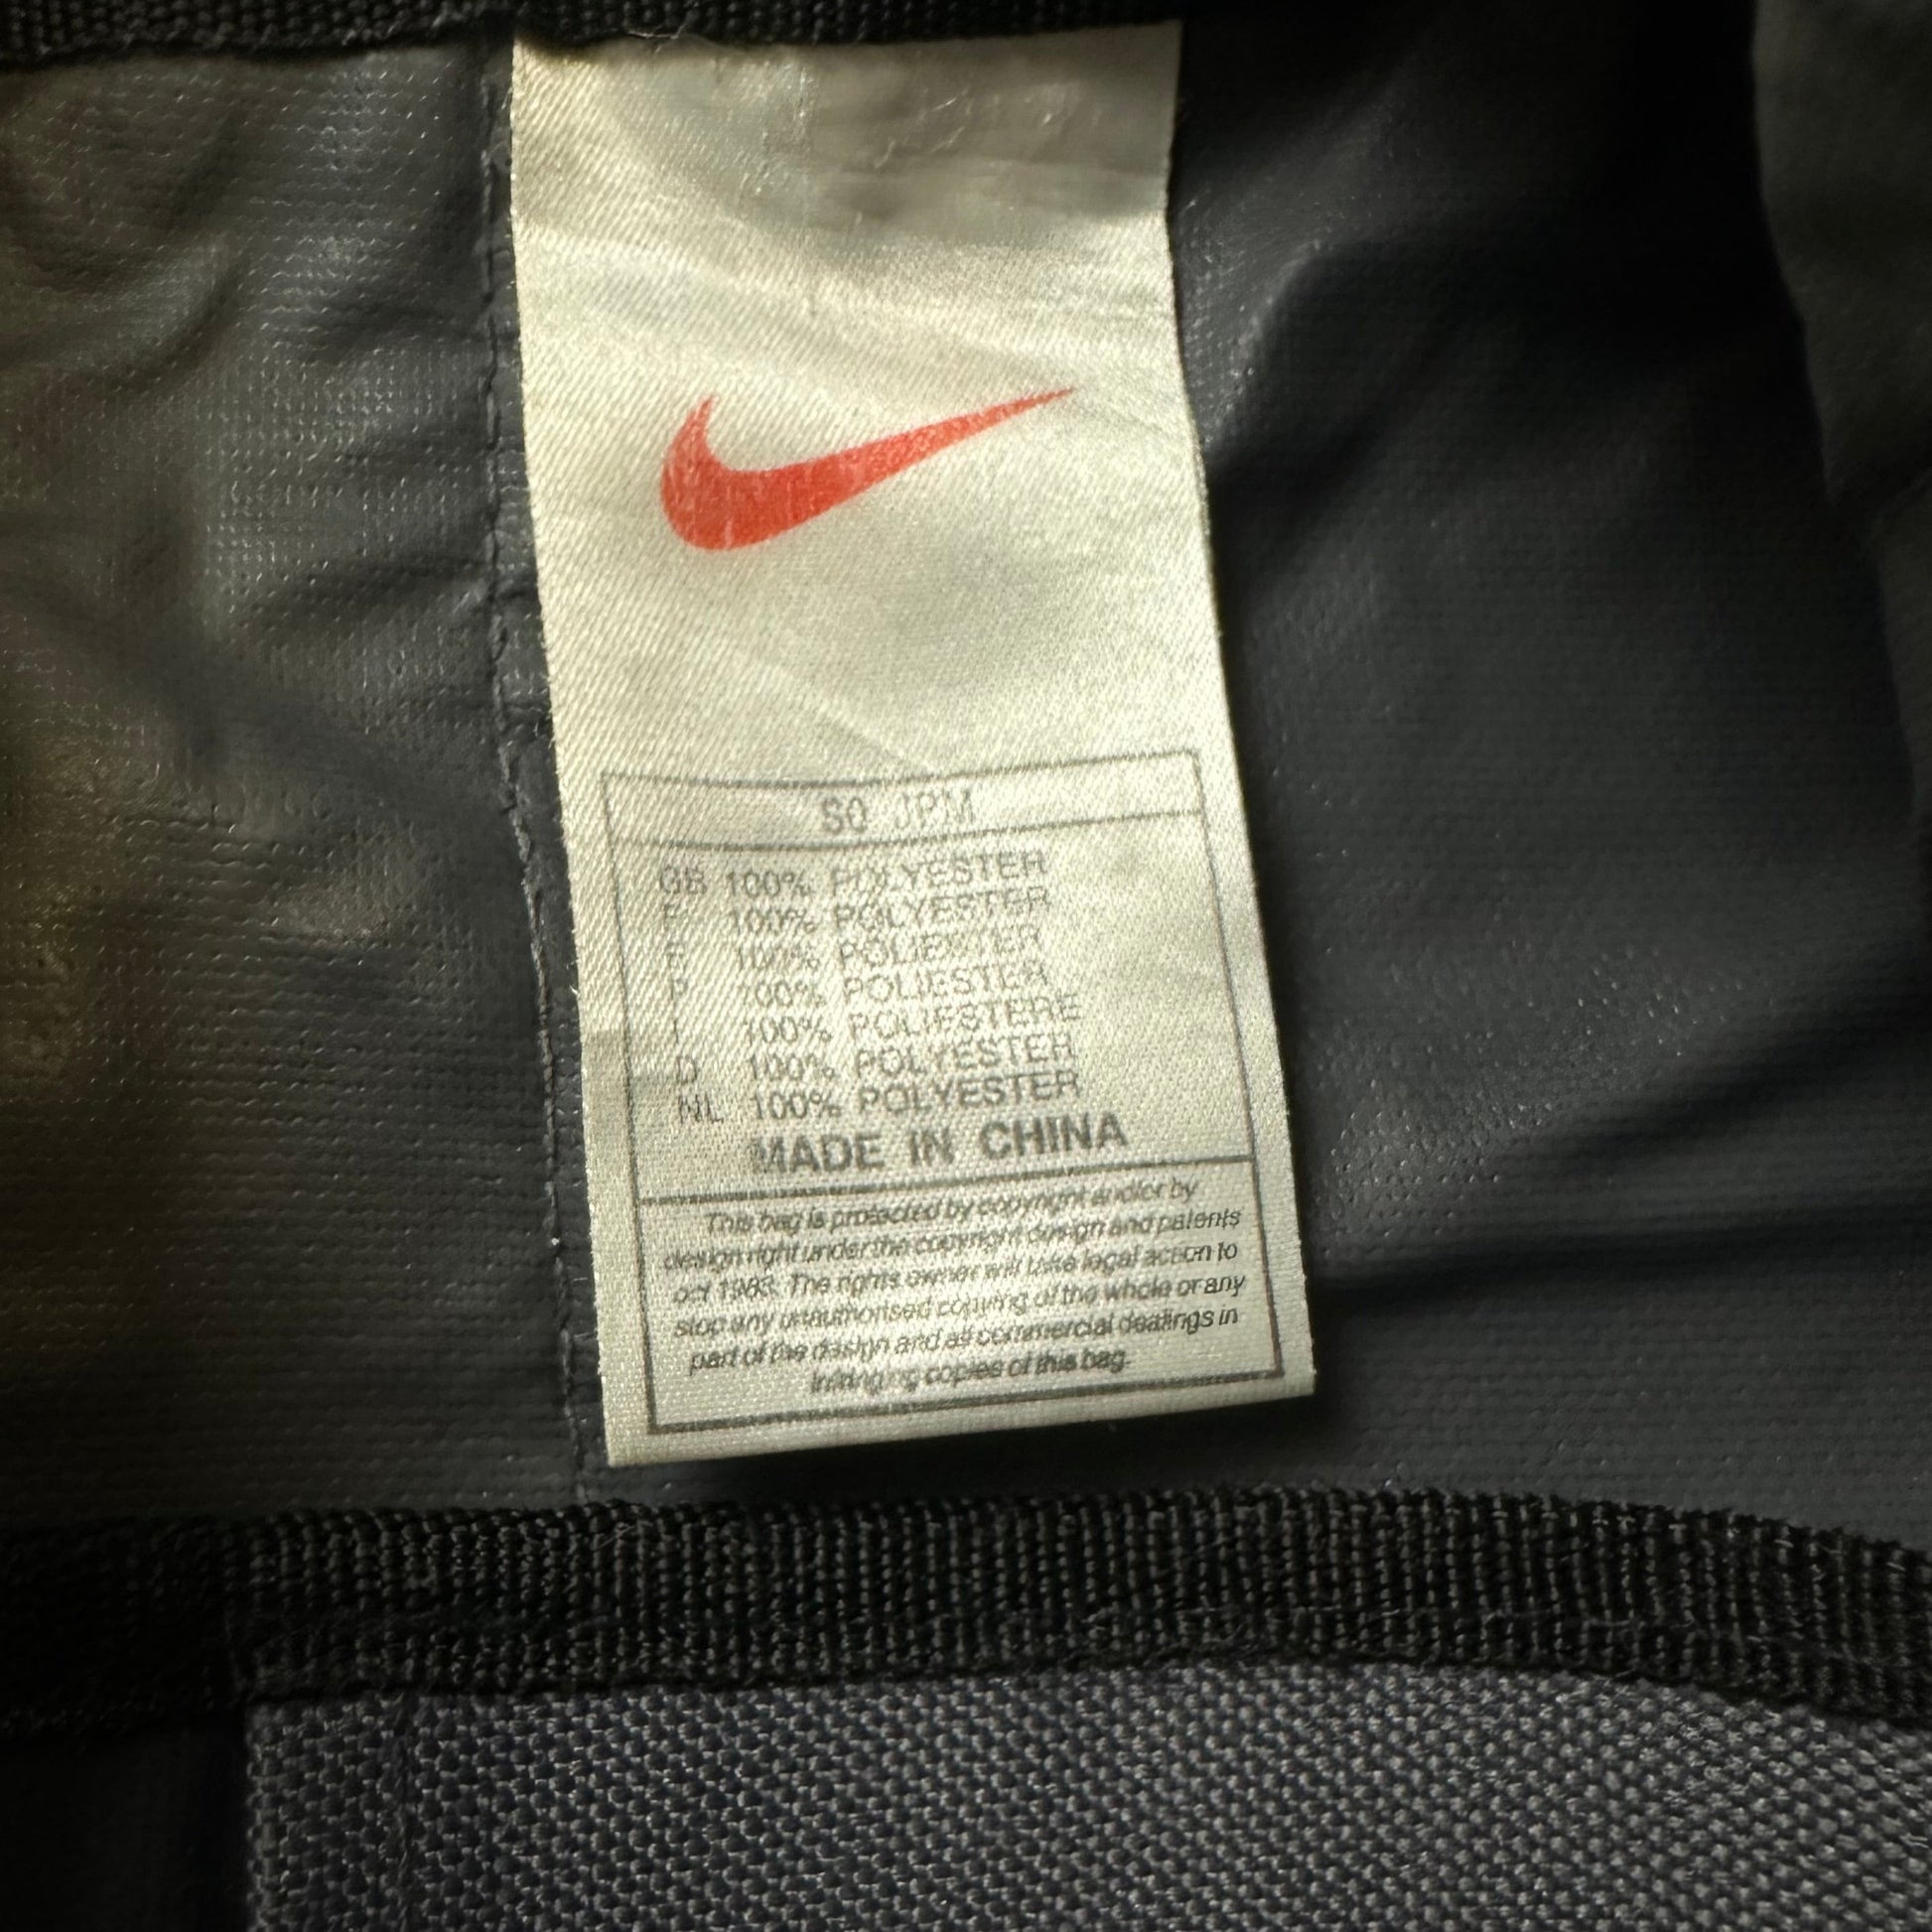 SO JPM
GB 100% POLYESTER
F 100% POLYESTER
E 100% POLIESTER
P 100% POLIESTER
I 100% POLIESTERE
D 100% POLYESTER
NL 100% POLYESTER
MADE IN CHINA
This bag is protected by copyright and/or by
design right under the copyright design and patents
act The rights owner will take legal action to
stop any unauthorised copying of the whole or any
part of the design and all commercial dealings in
infringing copies of this bag.